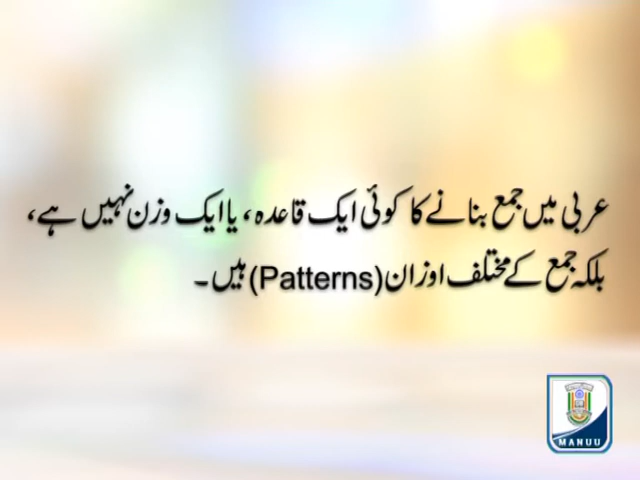 عربی میں جمع بنانے کا کوئی ایک قاعدہ، یا ایک وزن نہیں ہے،
بلکہ جمع کے مختلف اوزان (Patterns) ہیں۔
MANUU